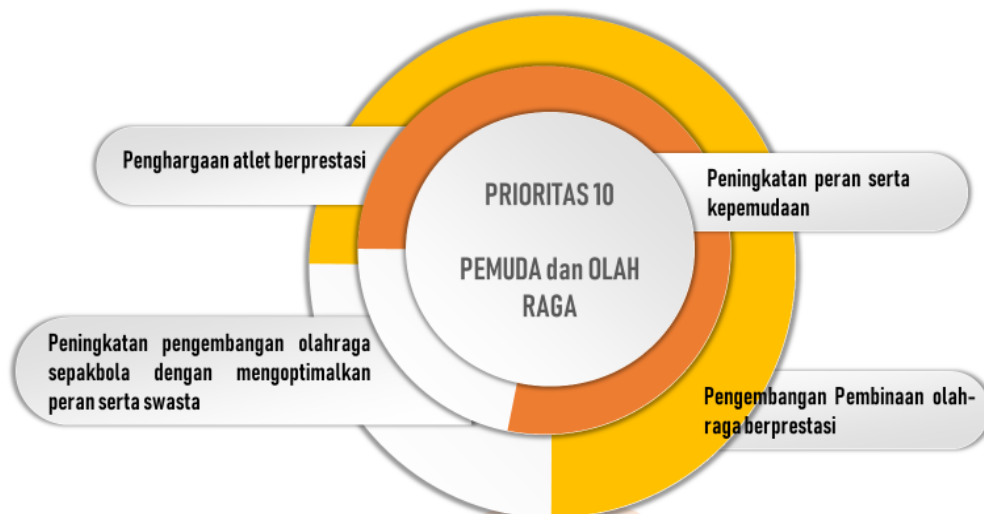 Penghargaan atlet berprestasi
PRIORITAS 10
PEMUDA dan OLAH
RAGA
Peningkatan peran serta
kepemudaan
Peningkatan pengembangan olahraga
sepakbola dengan mengoptimalkan
peran serta swasta
Pengembangan Pembinaan olah-
raga berprestasi